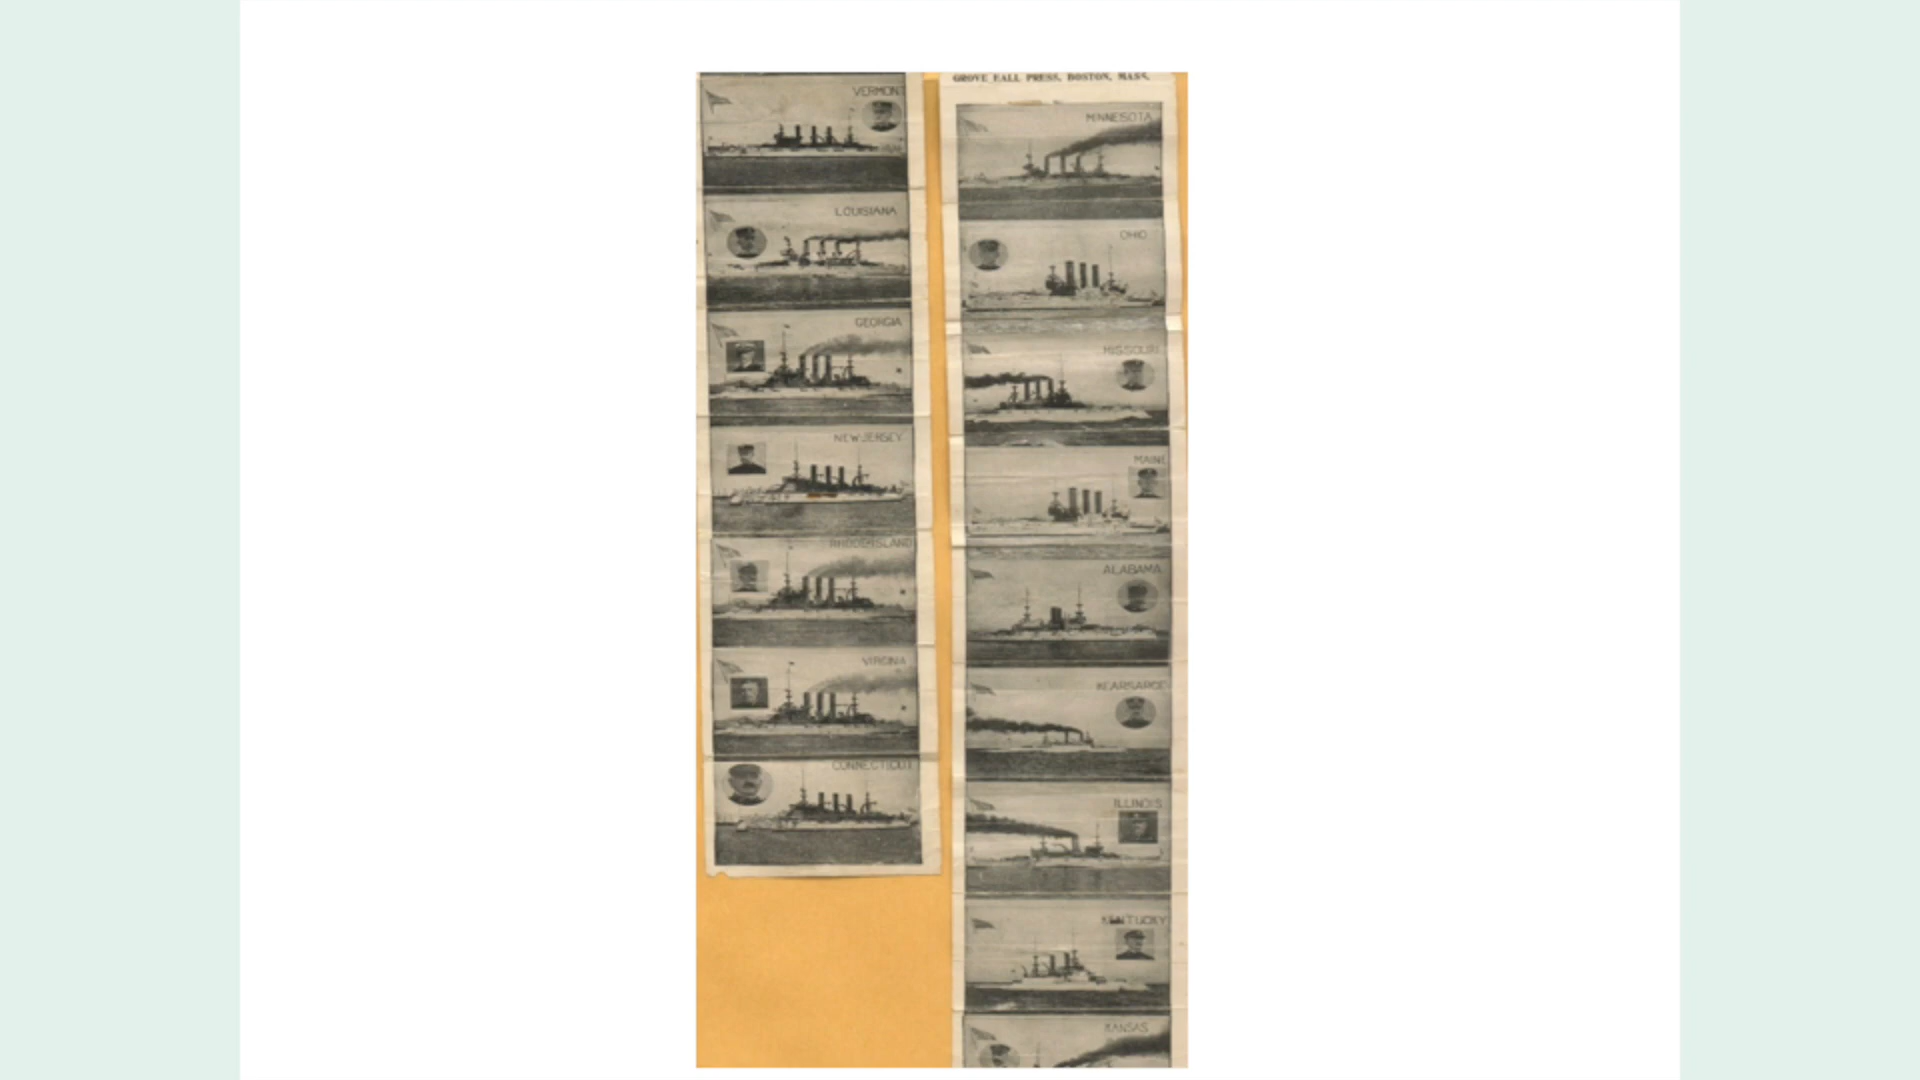 VERMONT
LOUISIANA
GEORGIA
NEW JERSEY
RHODE ISLAND
VIRGINIA
CONNECTICUT
GROVE HALL PRESS, BOSTON, MASS.
MINNESOTA
OHIO
MISSOURI
MAINE
ALABAMA
KEARSARGE
ILLINOIS
KENTUCKY
KANSAS